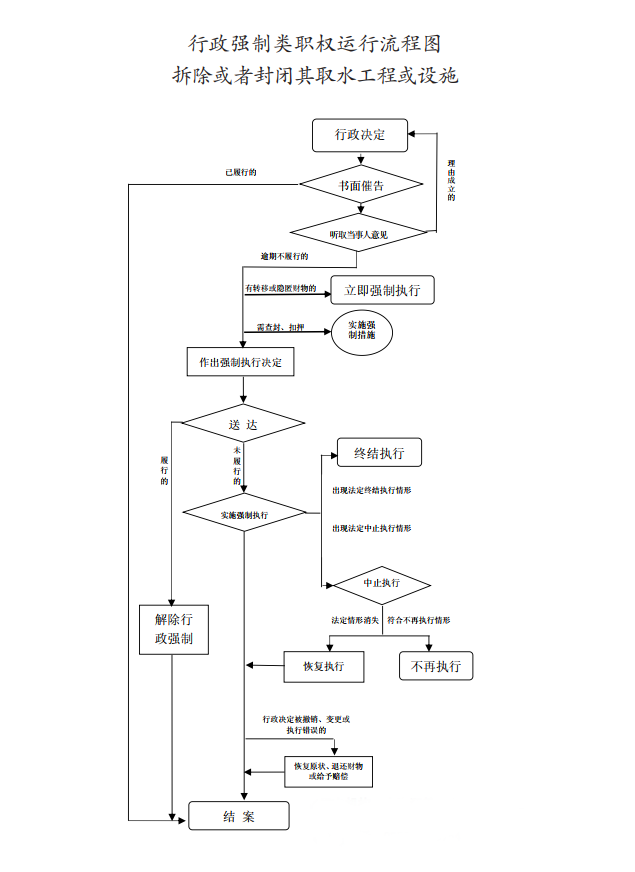 行政强制类职权运行流程图
拆除或者封闭其取水工程或设施
行政决定
理由成立的
已履行的
书面催告
听取当事人意见
逾期不履行的
有转移或隐匿财物的
立即强制执行
需查封、扣押
实施强
制措施
作出强制执行决定
送 达
履行的
未履行的
终结执行
出现法定终结执行情形
实施强制执行
出现法定中止执行情形
中止执行
法定情形消失
符合不再执行情形
解除行
政强制
恢复执行
不再执行
行政决定被撤销、变更或
执行错误的
恢复原状、退还财物
或给予赔偿
结 案